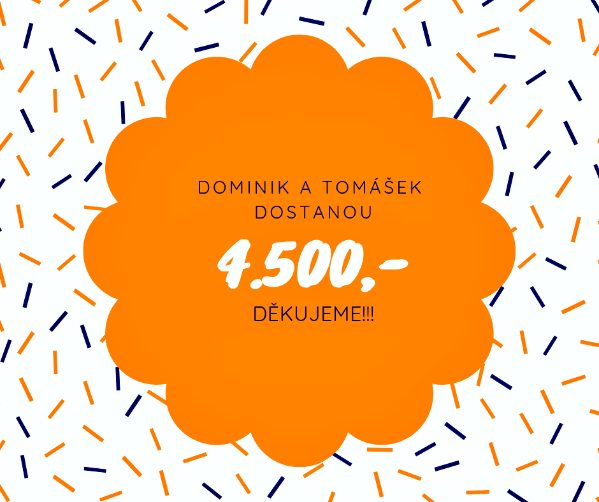 DOMINIK A TOMÁŠEK
DOSTANOU
4.500,-
DĚKUJEME!!!